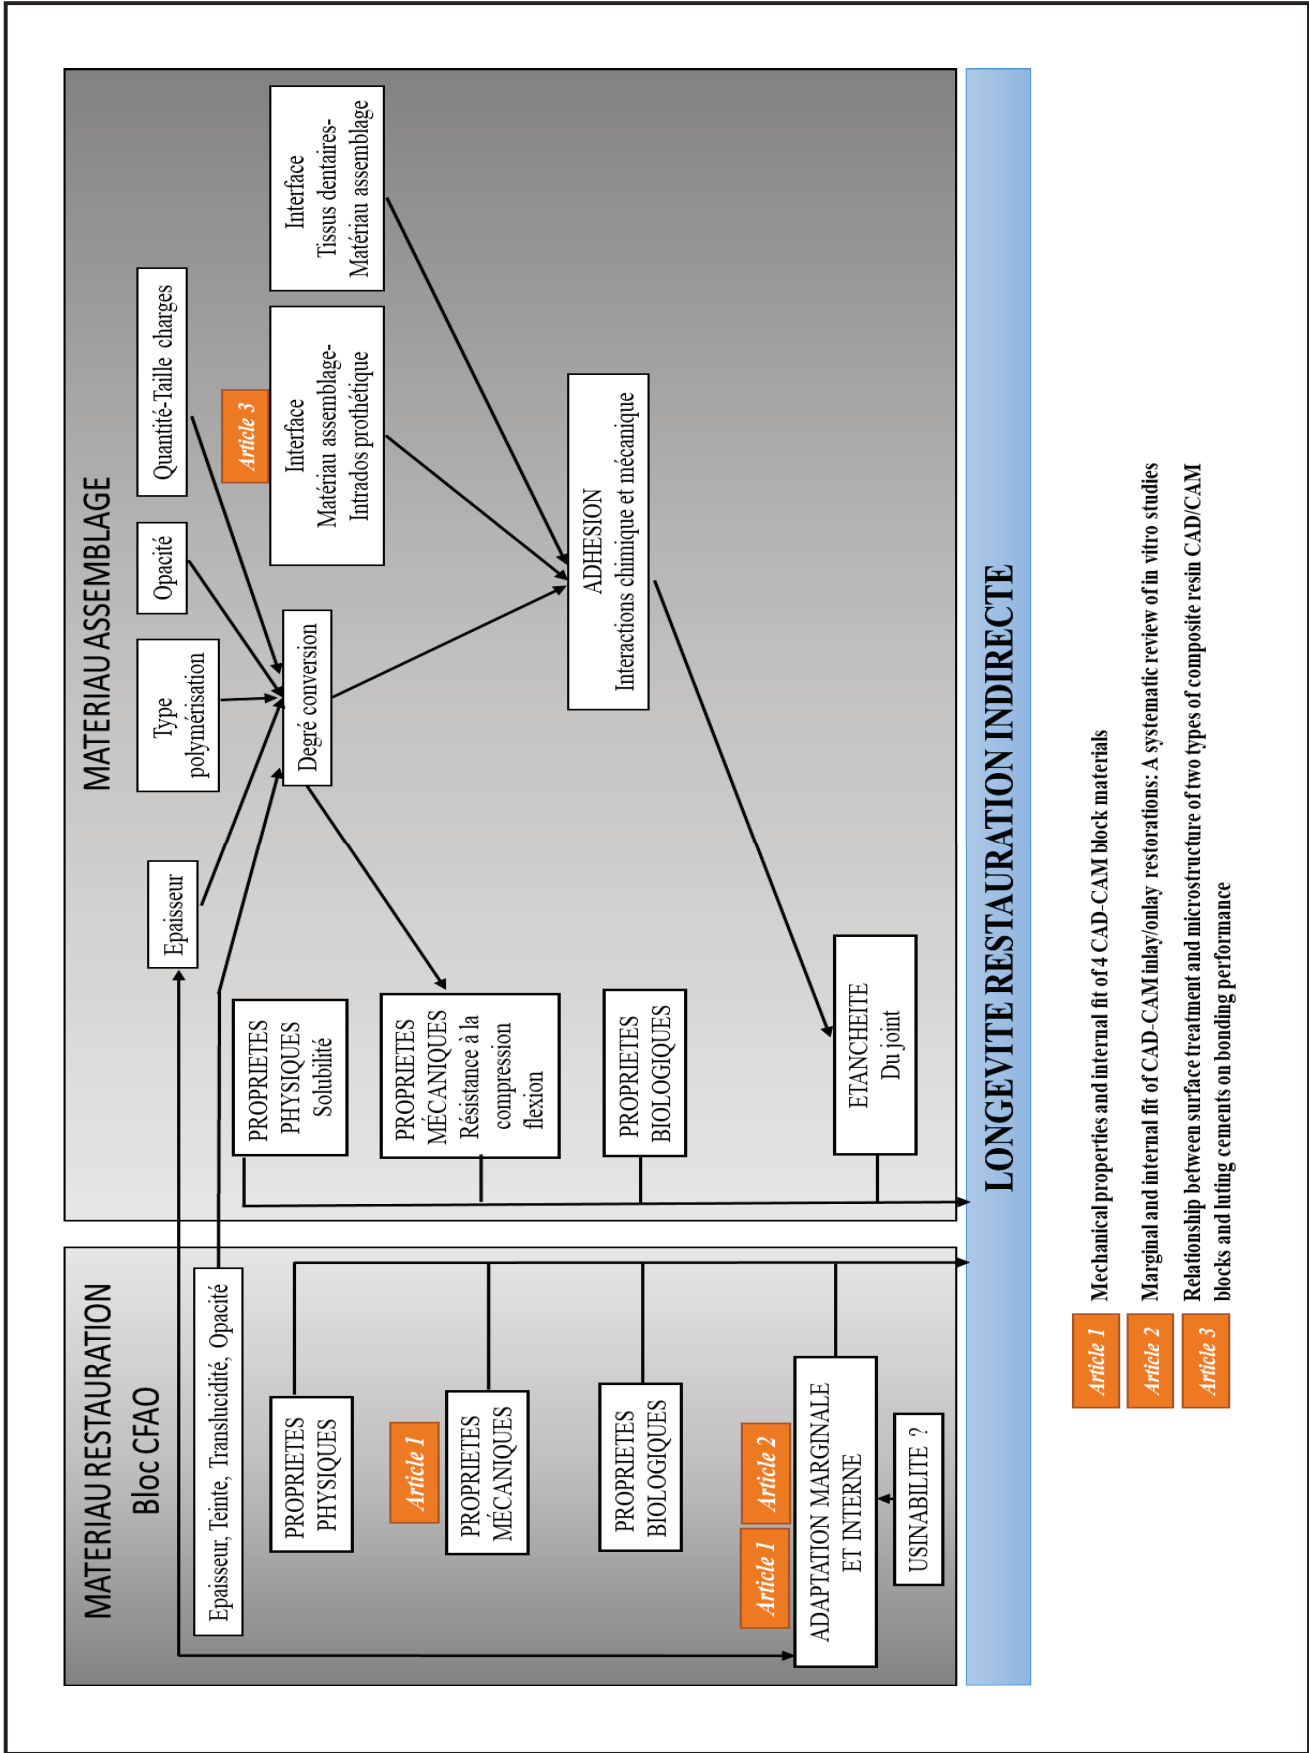 MATERIAU RESTAURATION
Bloc CFAO
Epaisseur, Teinte, Translucidité, Opacité
PROPRIETES
PHYSIQUES
Article 1
PROPRIETES
MÉCANIQUES
PROPRIETES
BIOLOGIQUES
Article 1
Article 2
ADAPTATION MARGINALE
ET INTERNE
USINABILITE ?
MATERIAU ASSEMBLAGE
Epaisseur
Type
polymérisation
Opacité
Quantité-Taille charges
Degré conversion
Article 3
Interface
Matériau assemblage-
Intrados prothétique
Interface
Tissus dentaires-
Matériau assemblage
PROPRIETES
PHYSIQUES
Solubilité
PROPRIETES
MÉCANIQUES
Résistance à la
compression
flexion
PROPRIETES
BIOLOGIQUES
ADHESION
Interactions chimique et mécanique
ETANCHEITE
Du joint
LONGEVITE RESTAURATION INDIRECTE
Article 1 Mechanical properties and internal fit of 4 CAD-CAM block materials
Article 2 Marginal and internal fit of CAD-CAM inlay/onlay restorations: A systematic review of in vitro studies
Article 3 Relationship between surface treatment and microstructure of two types of composite resin CAD/CAM
blocks and luting cements on bonding performance